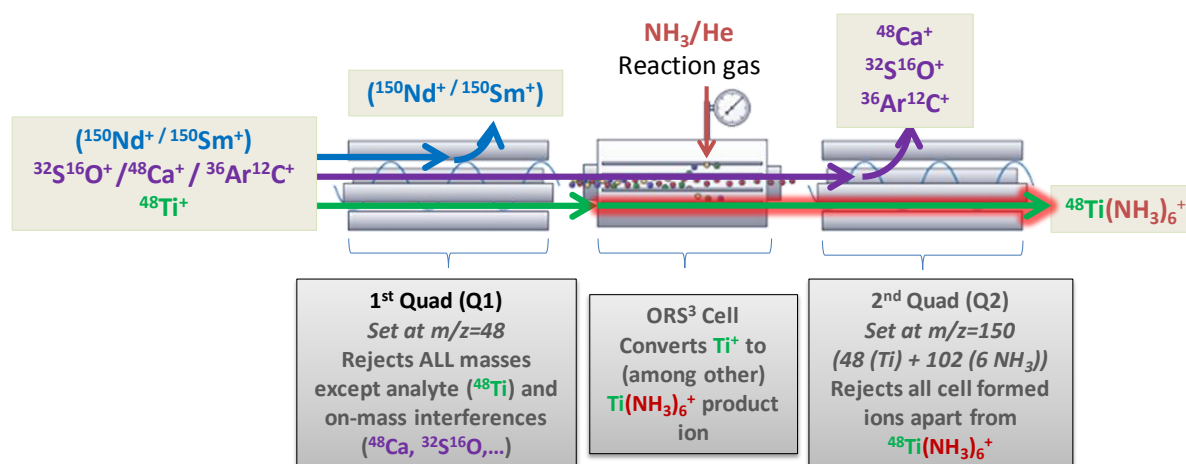 NH₃/He
Reaction gas
⁴⁸Ca⁺
³²S¹⁶O⁺
³⁶Ar¹²C⁺
(¹⁵⁰Nd⁺ / ¹⁵⁰Sm⁺)
(¹⁵⁰Nd⁺ / ¹⁵⁰Sm⁺)
³²S¹⁶O⁺/⁴⁸Ca⁺/ ³⁶Ar¹²C⁺
⁴⁸Ti⁺
⁴⁸Ti(NH₃)₆⁺
1ˢᵗ Quad (Q1)
Set at m/z=48
Rejects ALL masses
except analyte (⁴⁸Ti) and
on-mass interferences
(⁴⁸Ca, ³²S¹⁶O,…)
ORS³ Cell
Converts Ti⁺ to
(among other)
Ti(NH₃)₆⁺ product
ion
2ⁿᵈ Quad (Q2)
Set at m/z=150
(48 (Ti) + 102 (6 NH₃))
Rejects all cell formed
ions apart from
⁴⁸Ti(NH₃)₆⁺